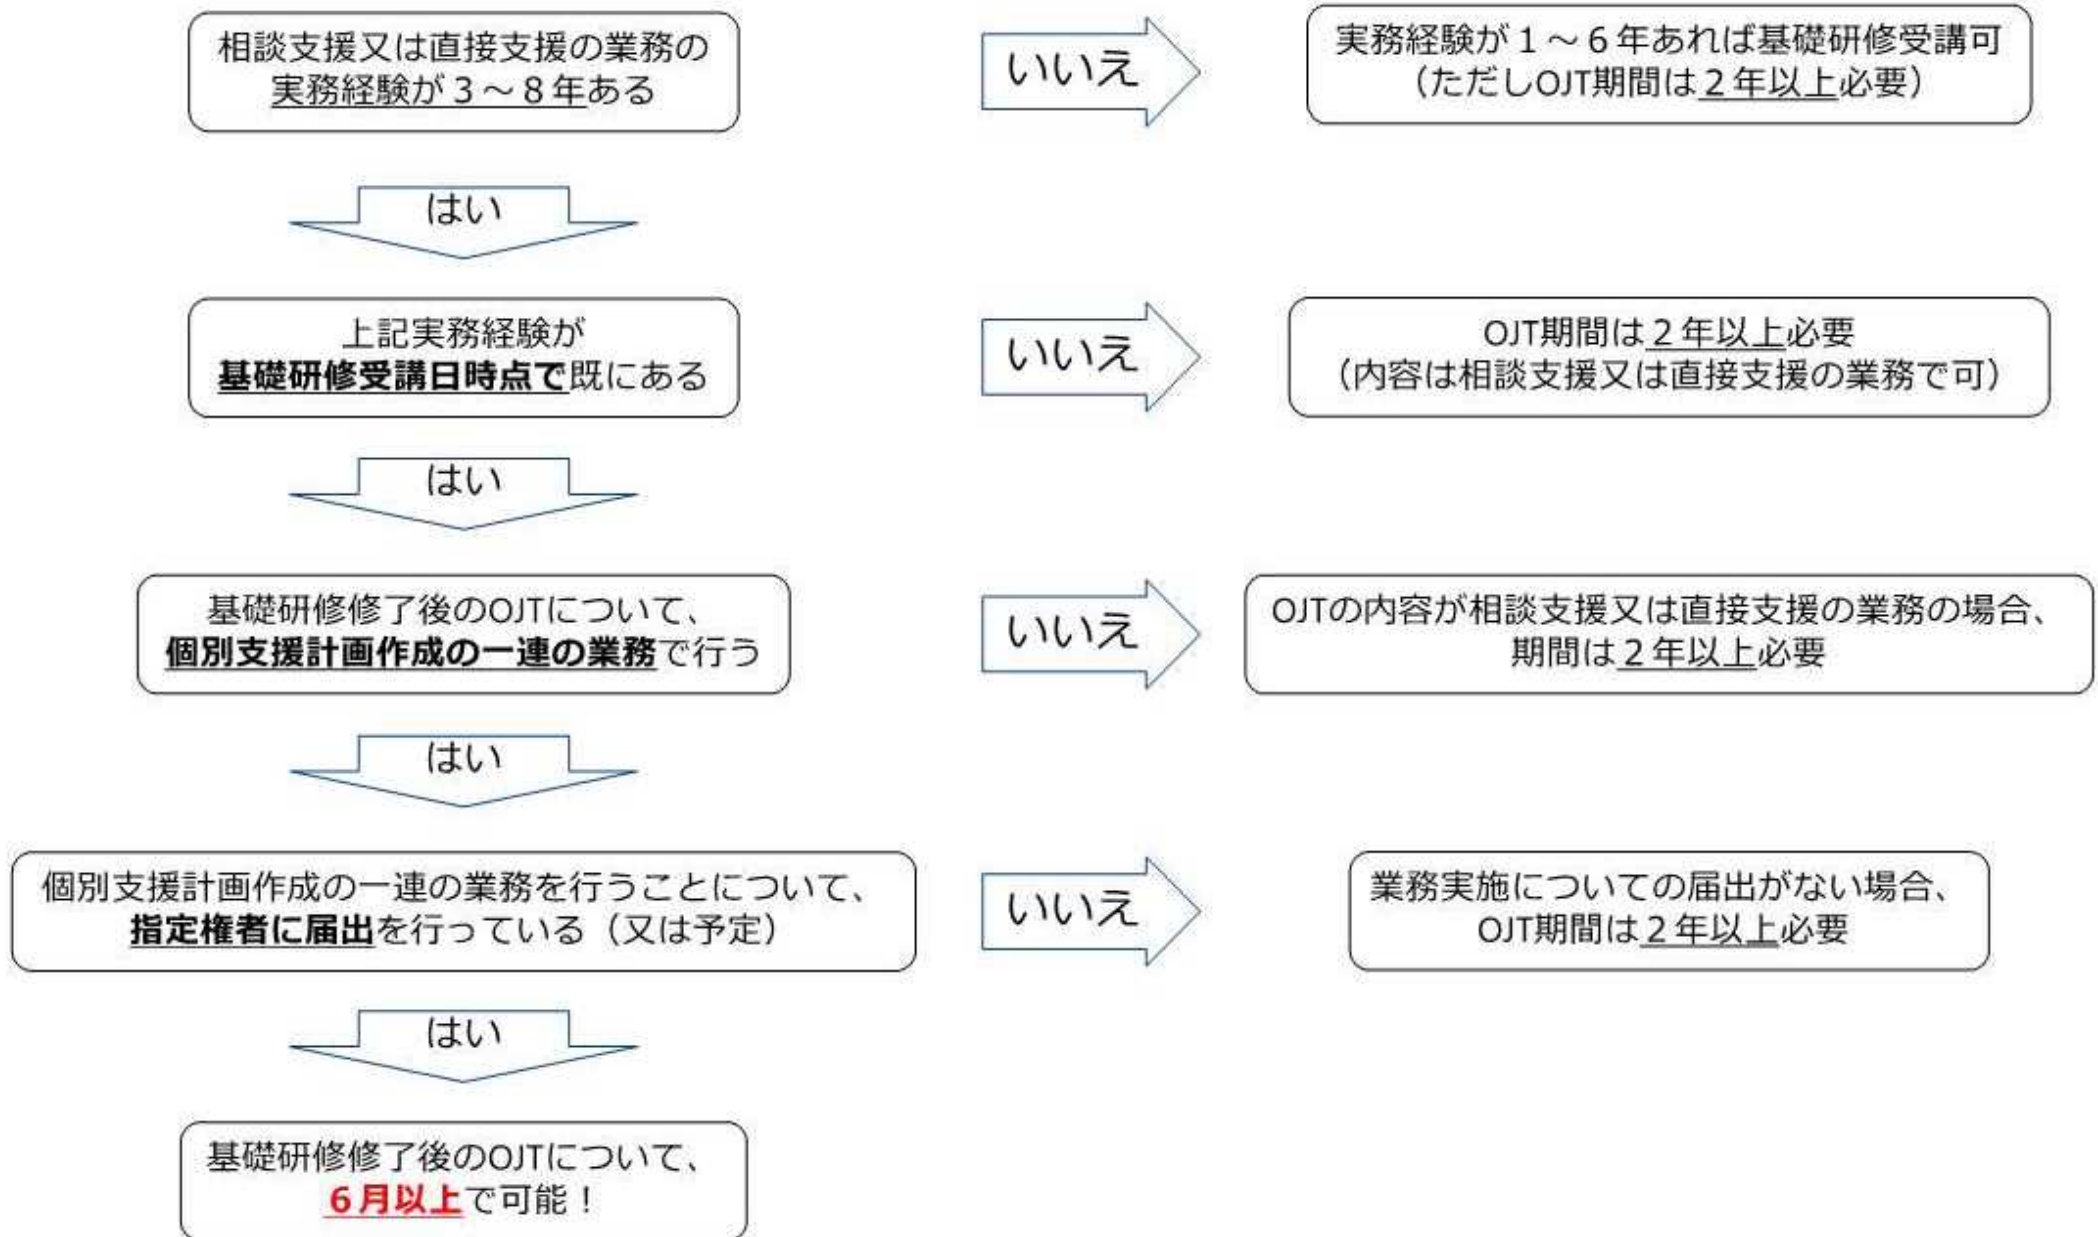 相談支援又は直接支援の業務の
実務経験が３～８年ある
いいえ
実務経験が１～６年あれば基礎研修受講可
（ただしOJT期間は２年以上必要）
はい
上記実務経験が
基礎研修受講日時点で既にある
いいえ
OJT期間は２年以上必要
（内容は相談支援又は直接支援の業務で可）
はい
基礎研修修了後のOJTについて、
個別支援計画作成の一連の業務で行う
いいえ
OJTの内容が相談支援又は直接支援の業務の場合、
期間は２年以上必要
はい
個別支援計画作成の一連の業務を行うことについて、
指定権者に届出を行っている（又は予定）
いいえ
業務実施についての届出がない場合、
OJT期間は２年以上必要
はい
基礎研修修了後のOJTについて、
６月以上で可能！